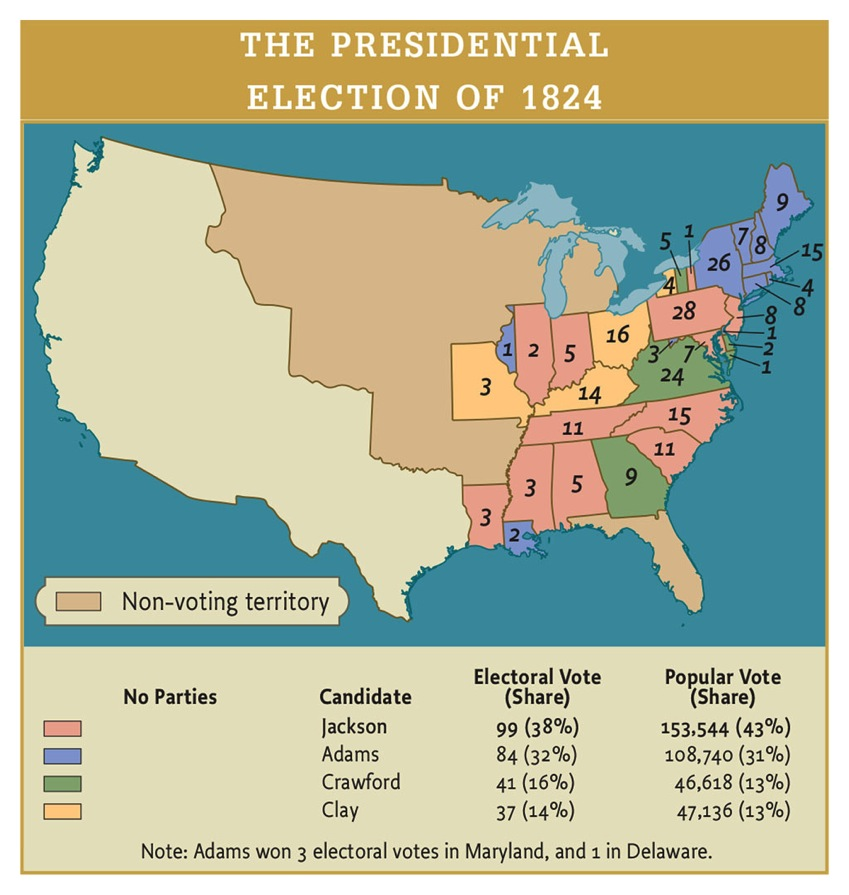 THE PRESIDENTIAL
ELECTION OF 1824
9
5 1 7 8
15
26
4
4
28
8
8
1
3 7
2
1
16
1 2 5
3
24
14
15
11
11
3 5 9
3
2
Non-voting territory
No Parties Candidate Electoral Vote (Share) Popular Vote (Share)
Jackson 99 (38%) 153,544 (43%)
Adams 84 (32%) 108,740 (31%)
Crawford 41 (16%) 46,618 (13%)
Clay 37 (14%) 47,136 (13%)
Note: Adams won 3 electoral votes in Maryland, and 1 in Delaware.